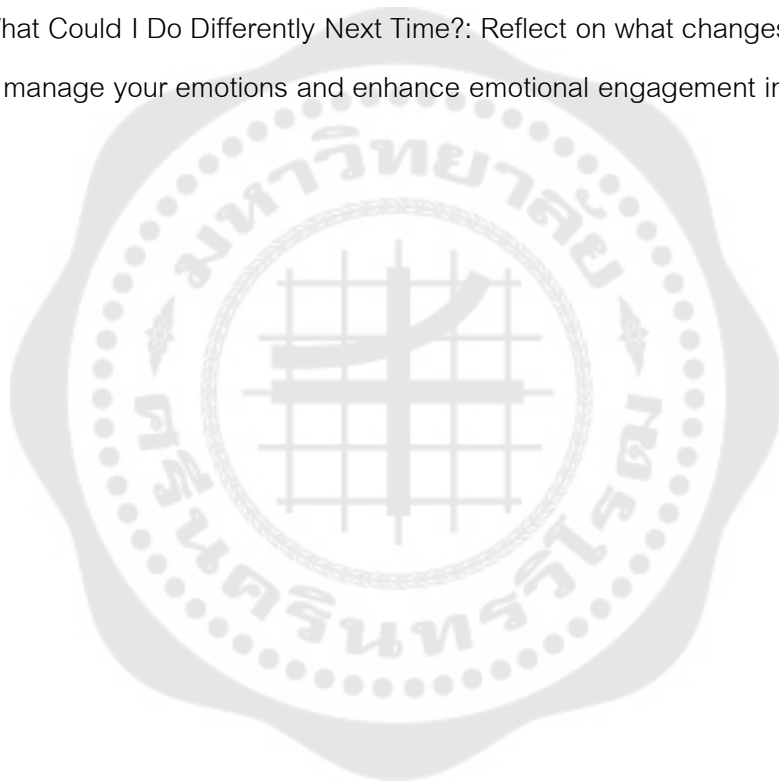 What Could I Do Differently Next Time?: Reflect on what changes
manage your emotions and enhance emotional engagement in
มหาวิทยาลัย
ศรีนครินทรวิโรฒ